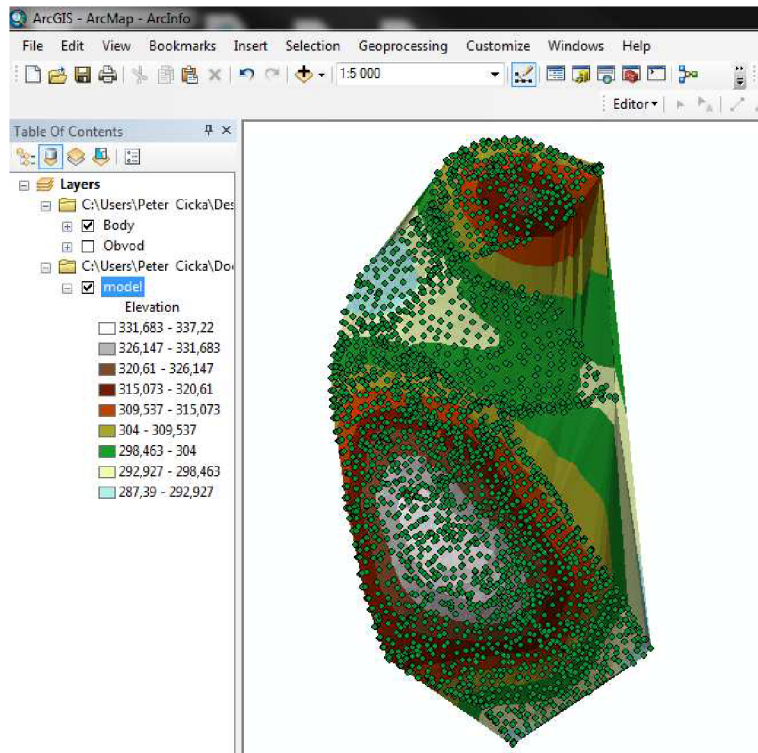 ArcGIS - ArcMap - ArcInfo
File Edit View Bookmarks Insert Selection Geoprocessing Customize Windows Help
1:5 000
Editor
Table Of Contents
Layers
C:\Users\Peter Cicka\Des
Body
Obvod
C:\Users\Peter Cicka\Do
model
Elevation
331,683 - 337,22
326,147 - 331,683
320,61 - 326,147
315,073 - 320,61
309,537 - 315,073
304 - 309,537
298,463 - 304
292,927 - 298,463
287,39 - 292,927